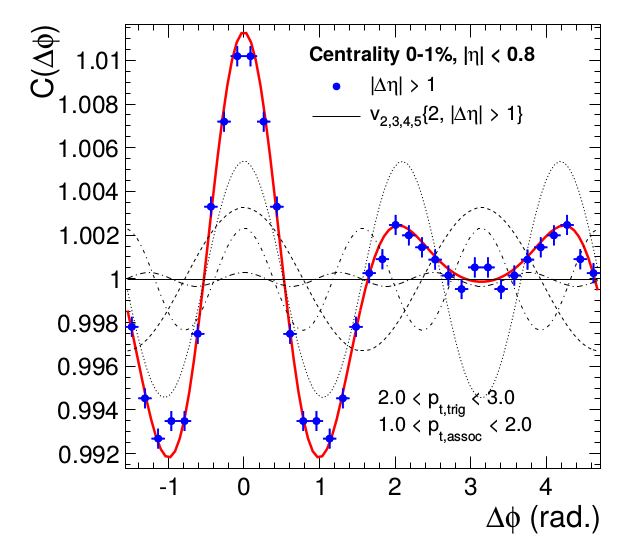 C(Δϕ)
1.01
1.008
1.006
1.004
1.002
1
0.998
0.996
0.994
0.992
Centrality 0-1%, |η| < 0.8
|Δη| > 1
v2,3,4,5{2, |Δη| > 1}
2.0 < pt,trig < 3.0
1.0 < pt,assoc < 2.0
-1 0 1 2 3 4
Δϕ (rad.)